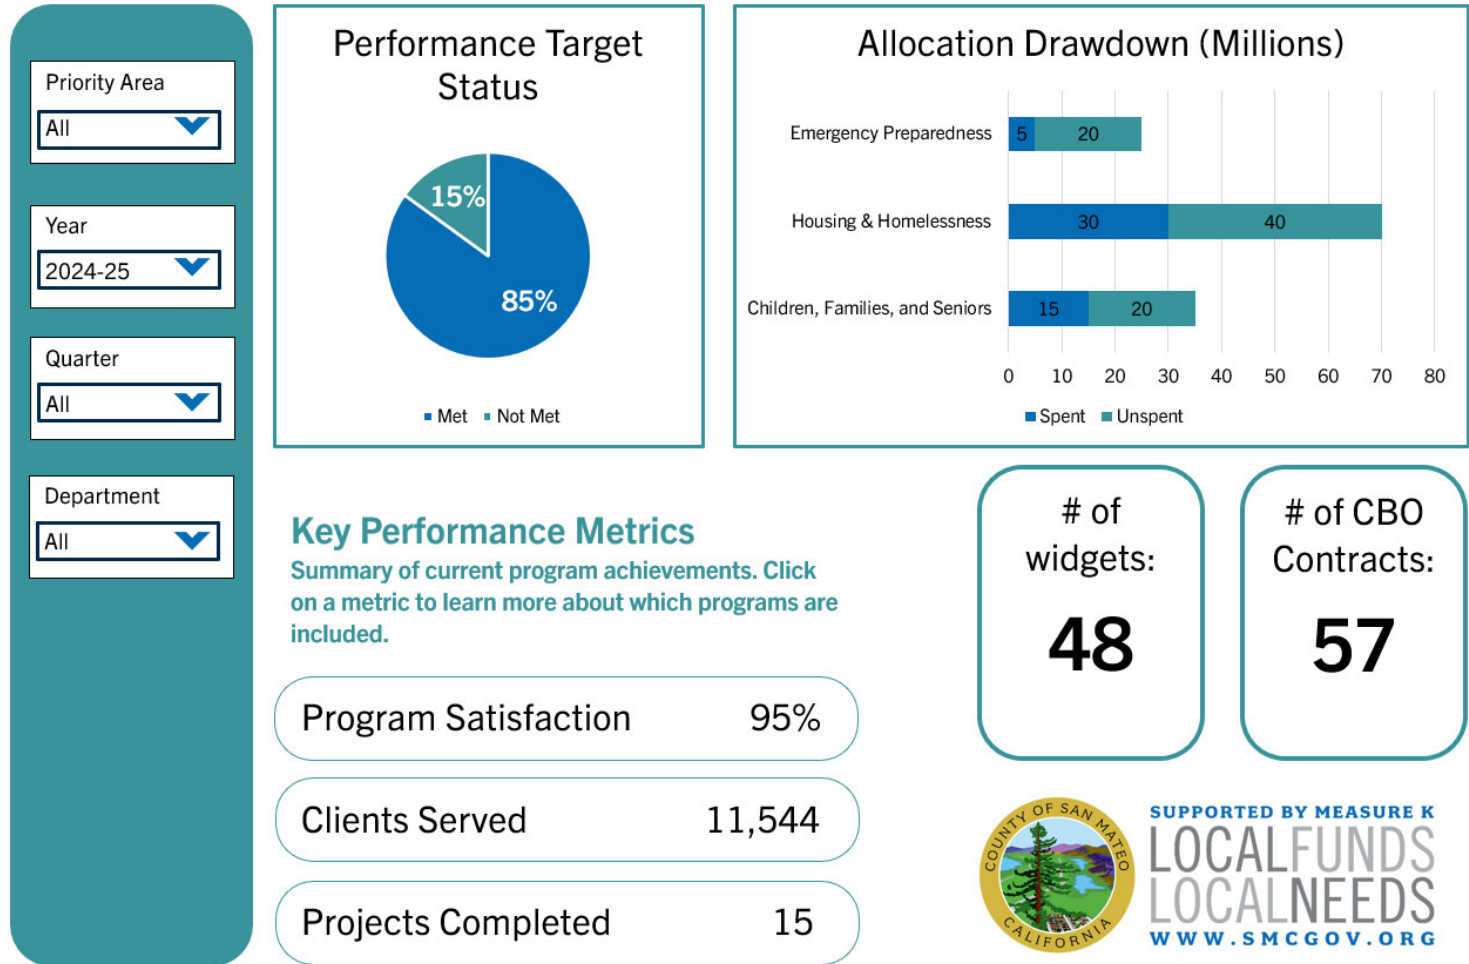 Priority Area
All
Year
2024-25
Quarter
All
Department
All
Performance Target
Status
15%
85%
Met
Not Met
Allocation Drawdown (Millions)
Emergency Preparedness
5
20
Housing & Homelessness
30
40
Children, Families, and Seniors
15
20
0 10 20 30 40 50 60 70 80
Spent
Unspent
Key Performance Metrics
Summary of current program achievements. Click
on a metric to learn more about which programs are
included.
Program Satisfaction 95%
Clients Served 11,544
Projects Completed 15
# of
widgets:
48
# of CBO
Contracts:
57
COUNTY OF SAN MATEO
CALIFORNIA
SUPPORTED BY MEASURE K
LOCALFUNDS
LOCALNEEDS
WWW.SMCGOV.ORG